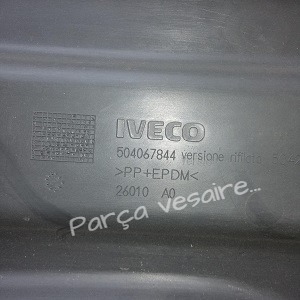 IVECO
504067844 versione
>PP+EPDM<
26010 A0
Parça vesaire...